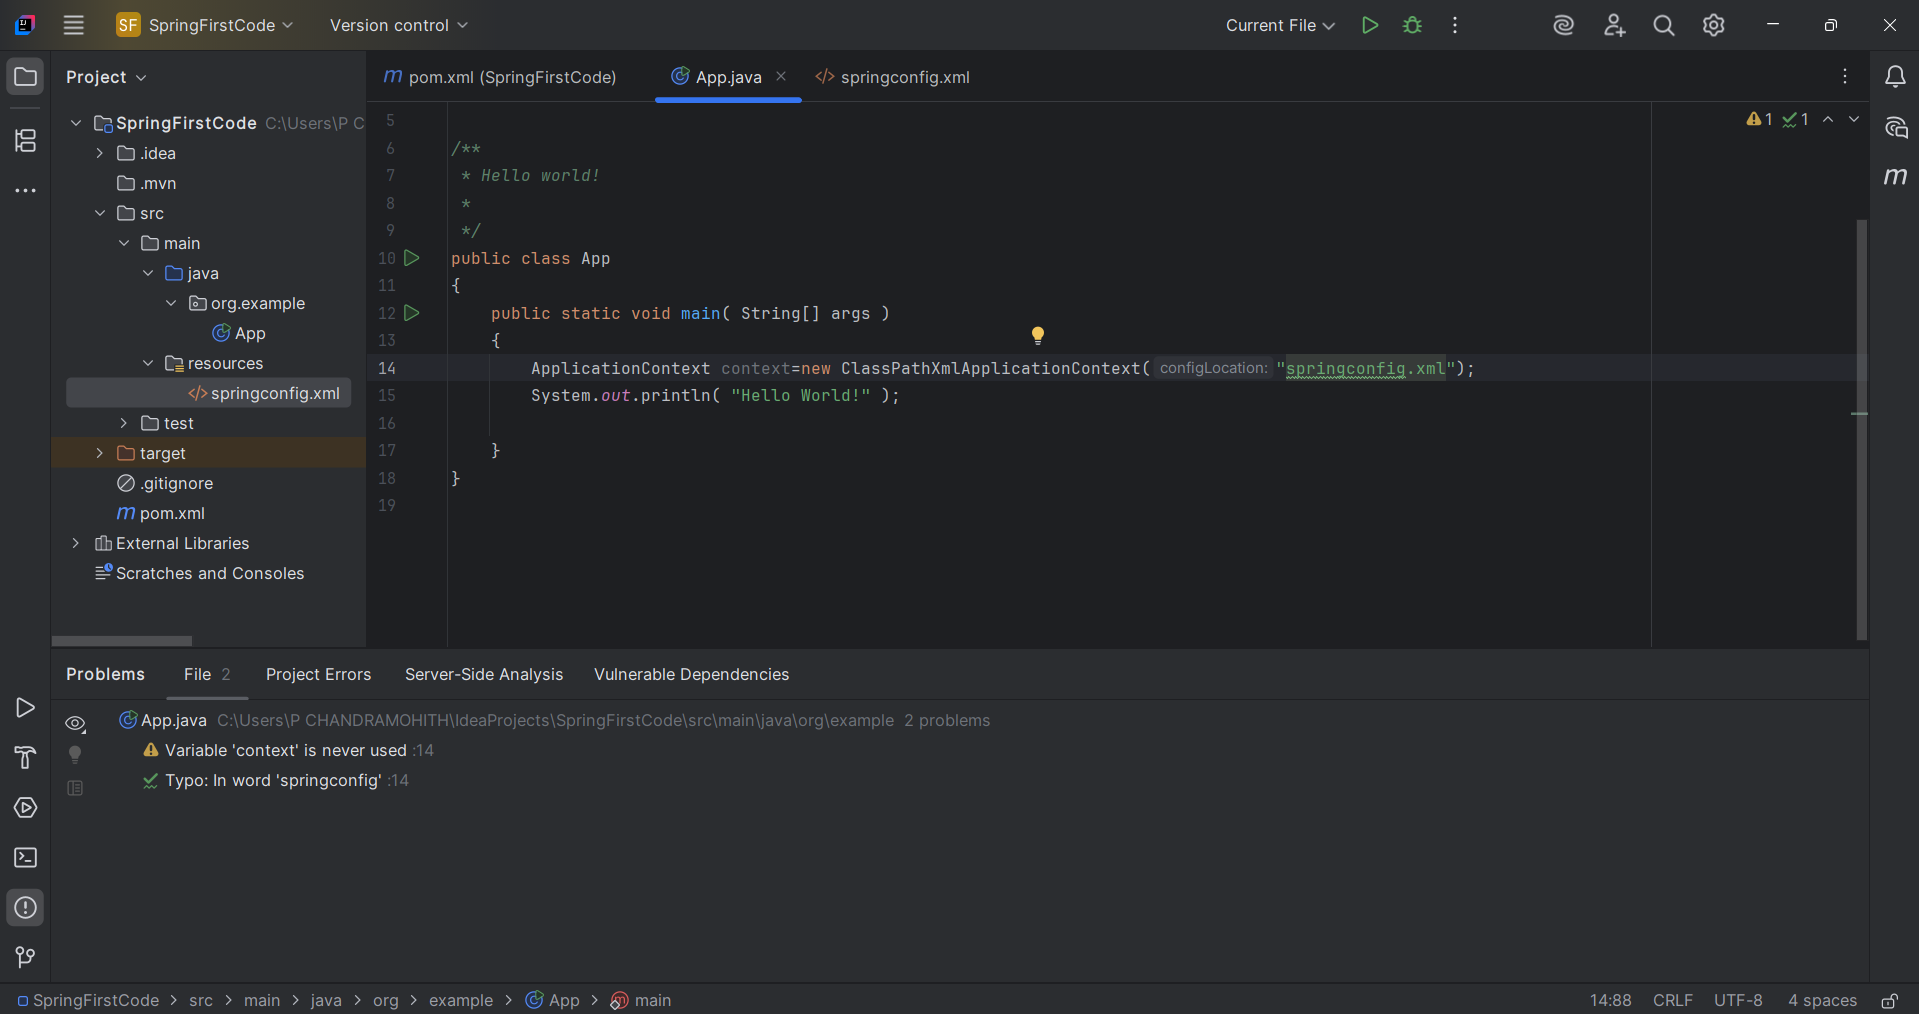 SF SpringFirstCode Version control Current File
Project
pom.xml (SpringFirstCode) App.java springconfig.xml
SpringFirstCode C:\Users\P C
.idea
.mvn
src
main
java
org.example
App
resources
springconfig.xml
test
target
.gitignore
m pom.xml
External Libraries
Scratches and Consoles
1 1
5
6 /**
7 * Hello world!
8 *
9 */
10 public class App
11 {
12 public static void main( String[] args )
13 {
14 ApplicationContext context=new ClassPathXmlApplicationContext( configLocation: "springconfig.xml");
15 System.out.println( "Hello World!" );
16
17 }
18 }
19
Problems File 2 Project Errors Server-Side Analysis Vulnerable Dependencies
App.java C:\Users\P CHANDRAMOHITH\IdeaProjects\SpringFirstCode\src\main\java\org\example 2 problems
Variable 'context' is never used :14
Typo: In word 'springconfig' :14
SpringFirstCode > src > main > java > org > example > App > main 14:88 CRLF UTF-8 4 spaces